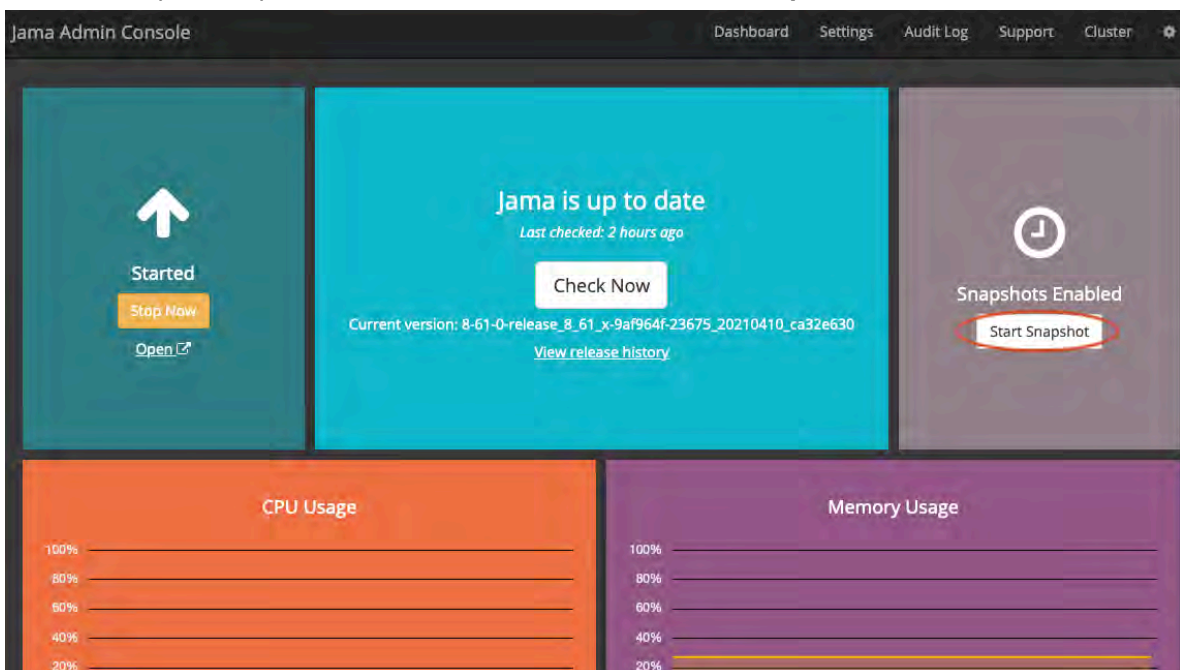 Jama Admin Console Dashboard Settings Audit Log Support Cluster
Started
Stop Now
Open
Jama is up to date
Last checked: 2 hours ago
Check Now
Current version: 8-61-0-release_8_61_x-9af964f-23675_20210410_ca32e630
View release history
Snapshots Enabled
Start Snapshot
CPU Usage
100%
80%
60%
40%
20%
Memory Usage
100%
80%
60%
40%
20%